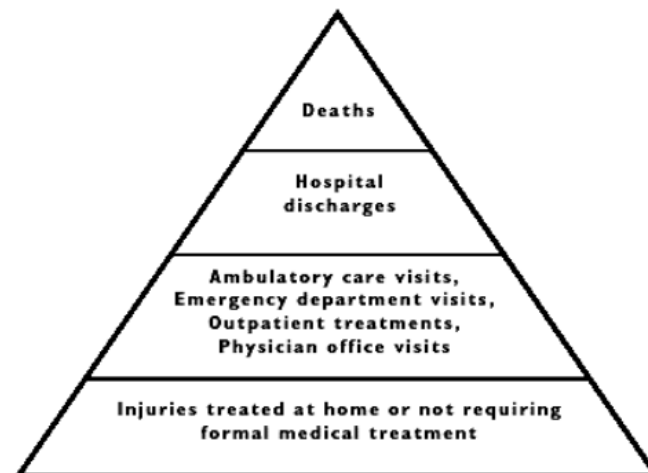 Deaths
Hospital
discharges
Ambulatory care visits,
Emergency department visits,
Outpatient treatments,
Physician office visits
Injuries treated at home or not requiring
formal medical treatment